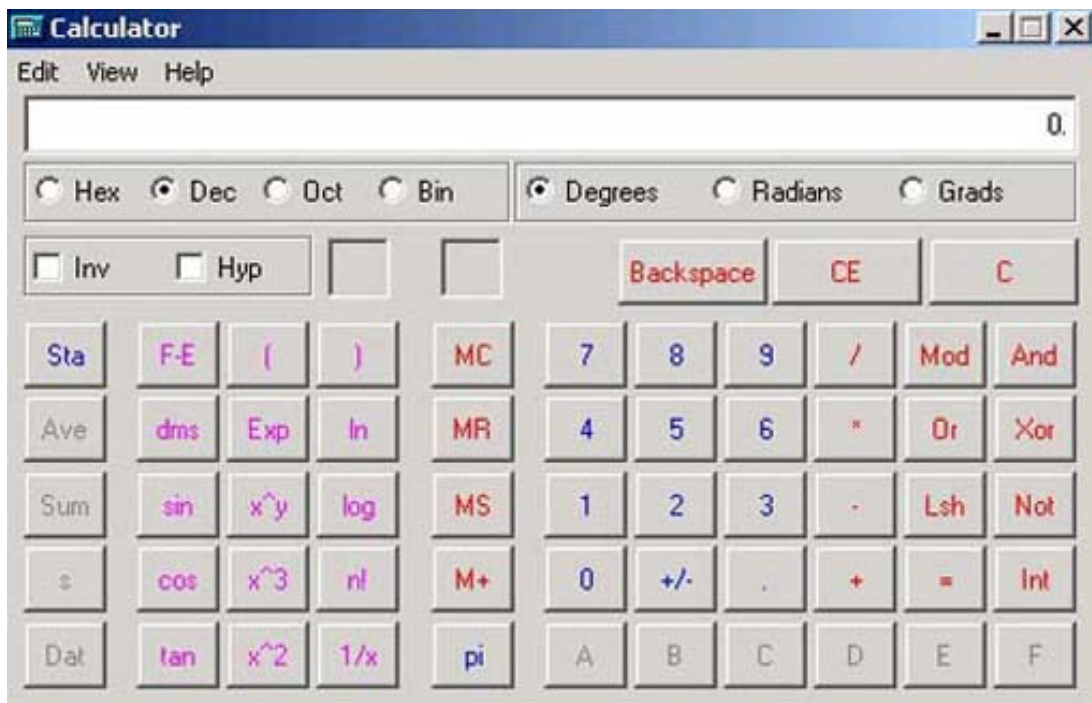 Calculator
Edit View Help
0.
Hex Dec Oct Bin Degrees Radians Grads
Inv Hyp Backspace CE C
Sta F-E ( ) MC 7 8 9 / Mod And
Ave dms Exp ln MR 4 5 6 * Or Xor
Sum sin x^y log MS 1 2 3 - Lsh Not
s cos x^3 n! M+ 0 +/- . + = Int
Dat tan x^2 1/x pi A B C D E F